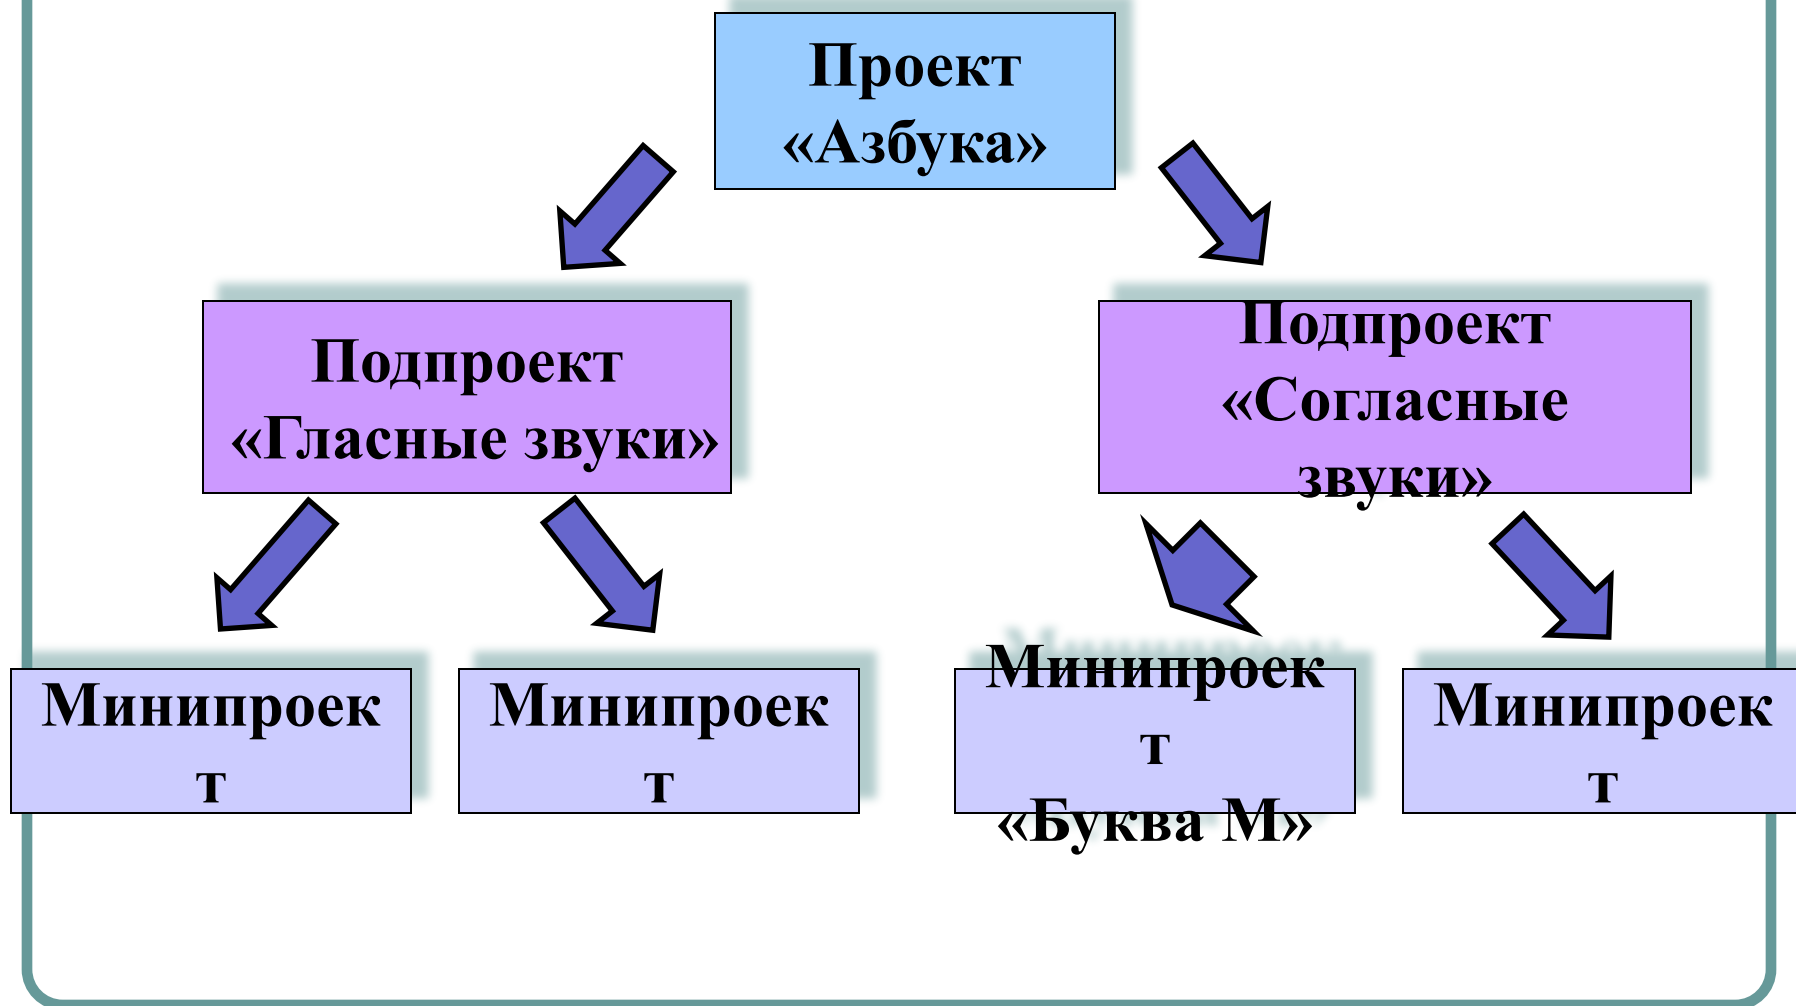 Проект
«Азбука»
Подпроект
«Гласные звуки»
Подпроект
«Согласные
звуки»
Минипроек
т
Минипроек
т
Минипроек
т
«Буква М»
Минипроек
т